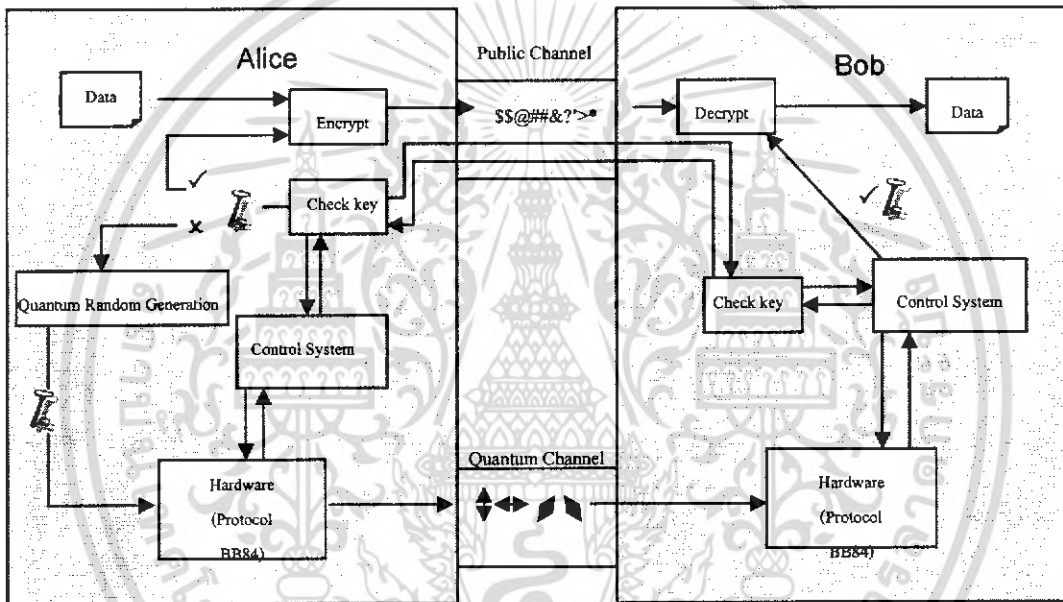 Alice
Public Channel
Bob
Data
Encrypt
$$@##&?'>*
Decrypt
Data
Check key
Quantum Random Generation
Control System
Check key
Control System
Hardware
(Protocol
BB84)
Quantum Channel
Hardware
(Protocol
BB84)